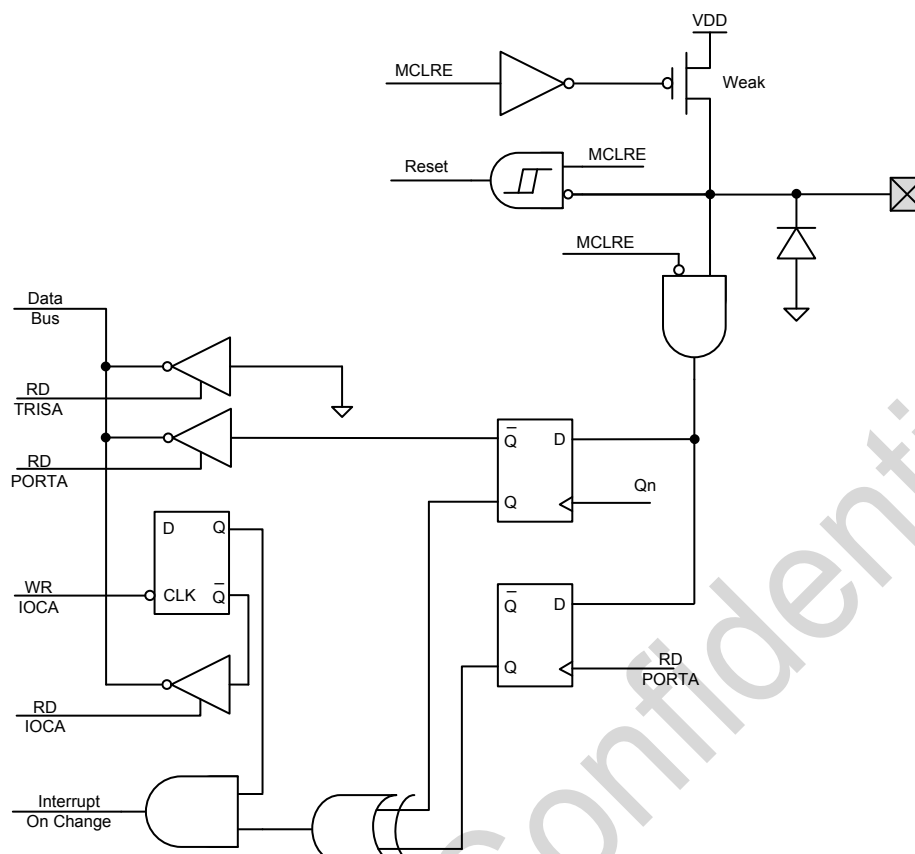 VDD
MCLRE
Weak
Reset
MCLRE
MCLRE
Data
Bus
RD
TRISA
RD
PORTA
Q
D
Q
Qn
D
Q
WR
IOCA
CLK
Q
Q
D
Q
RD
PORTA
RD
IOCA
Interrupt
On Change
Confidenti